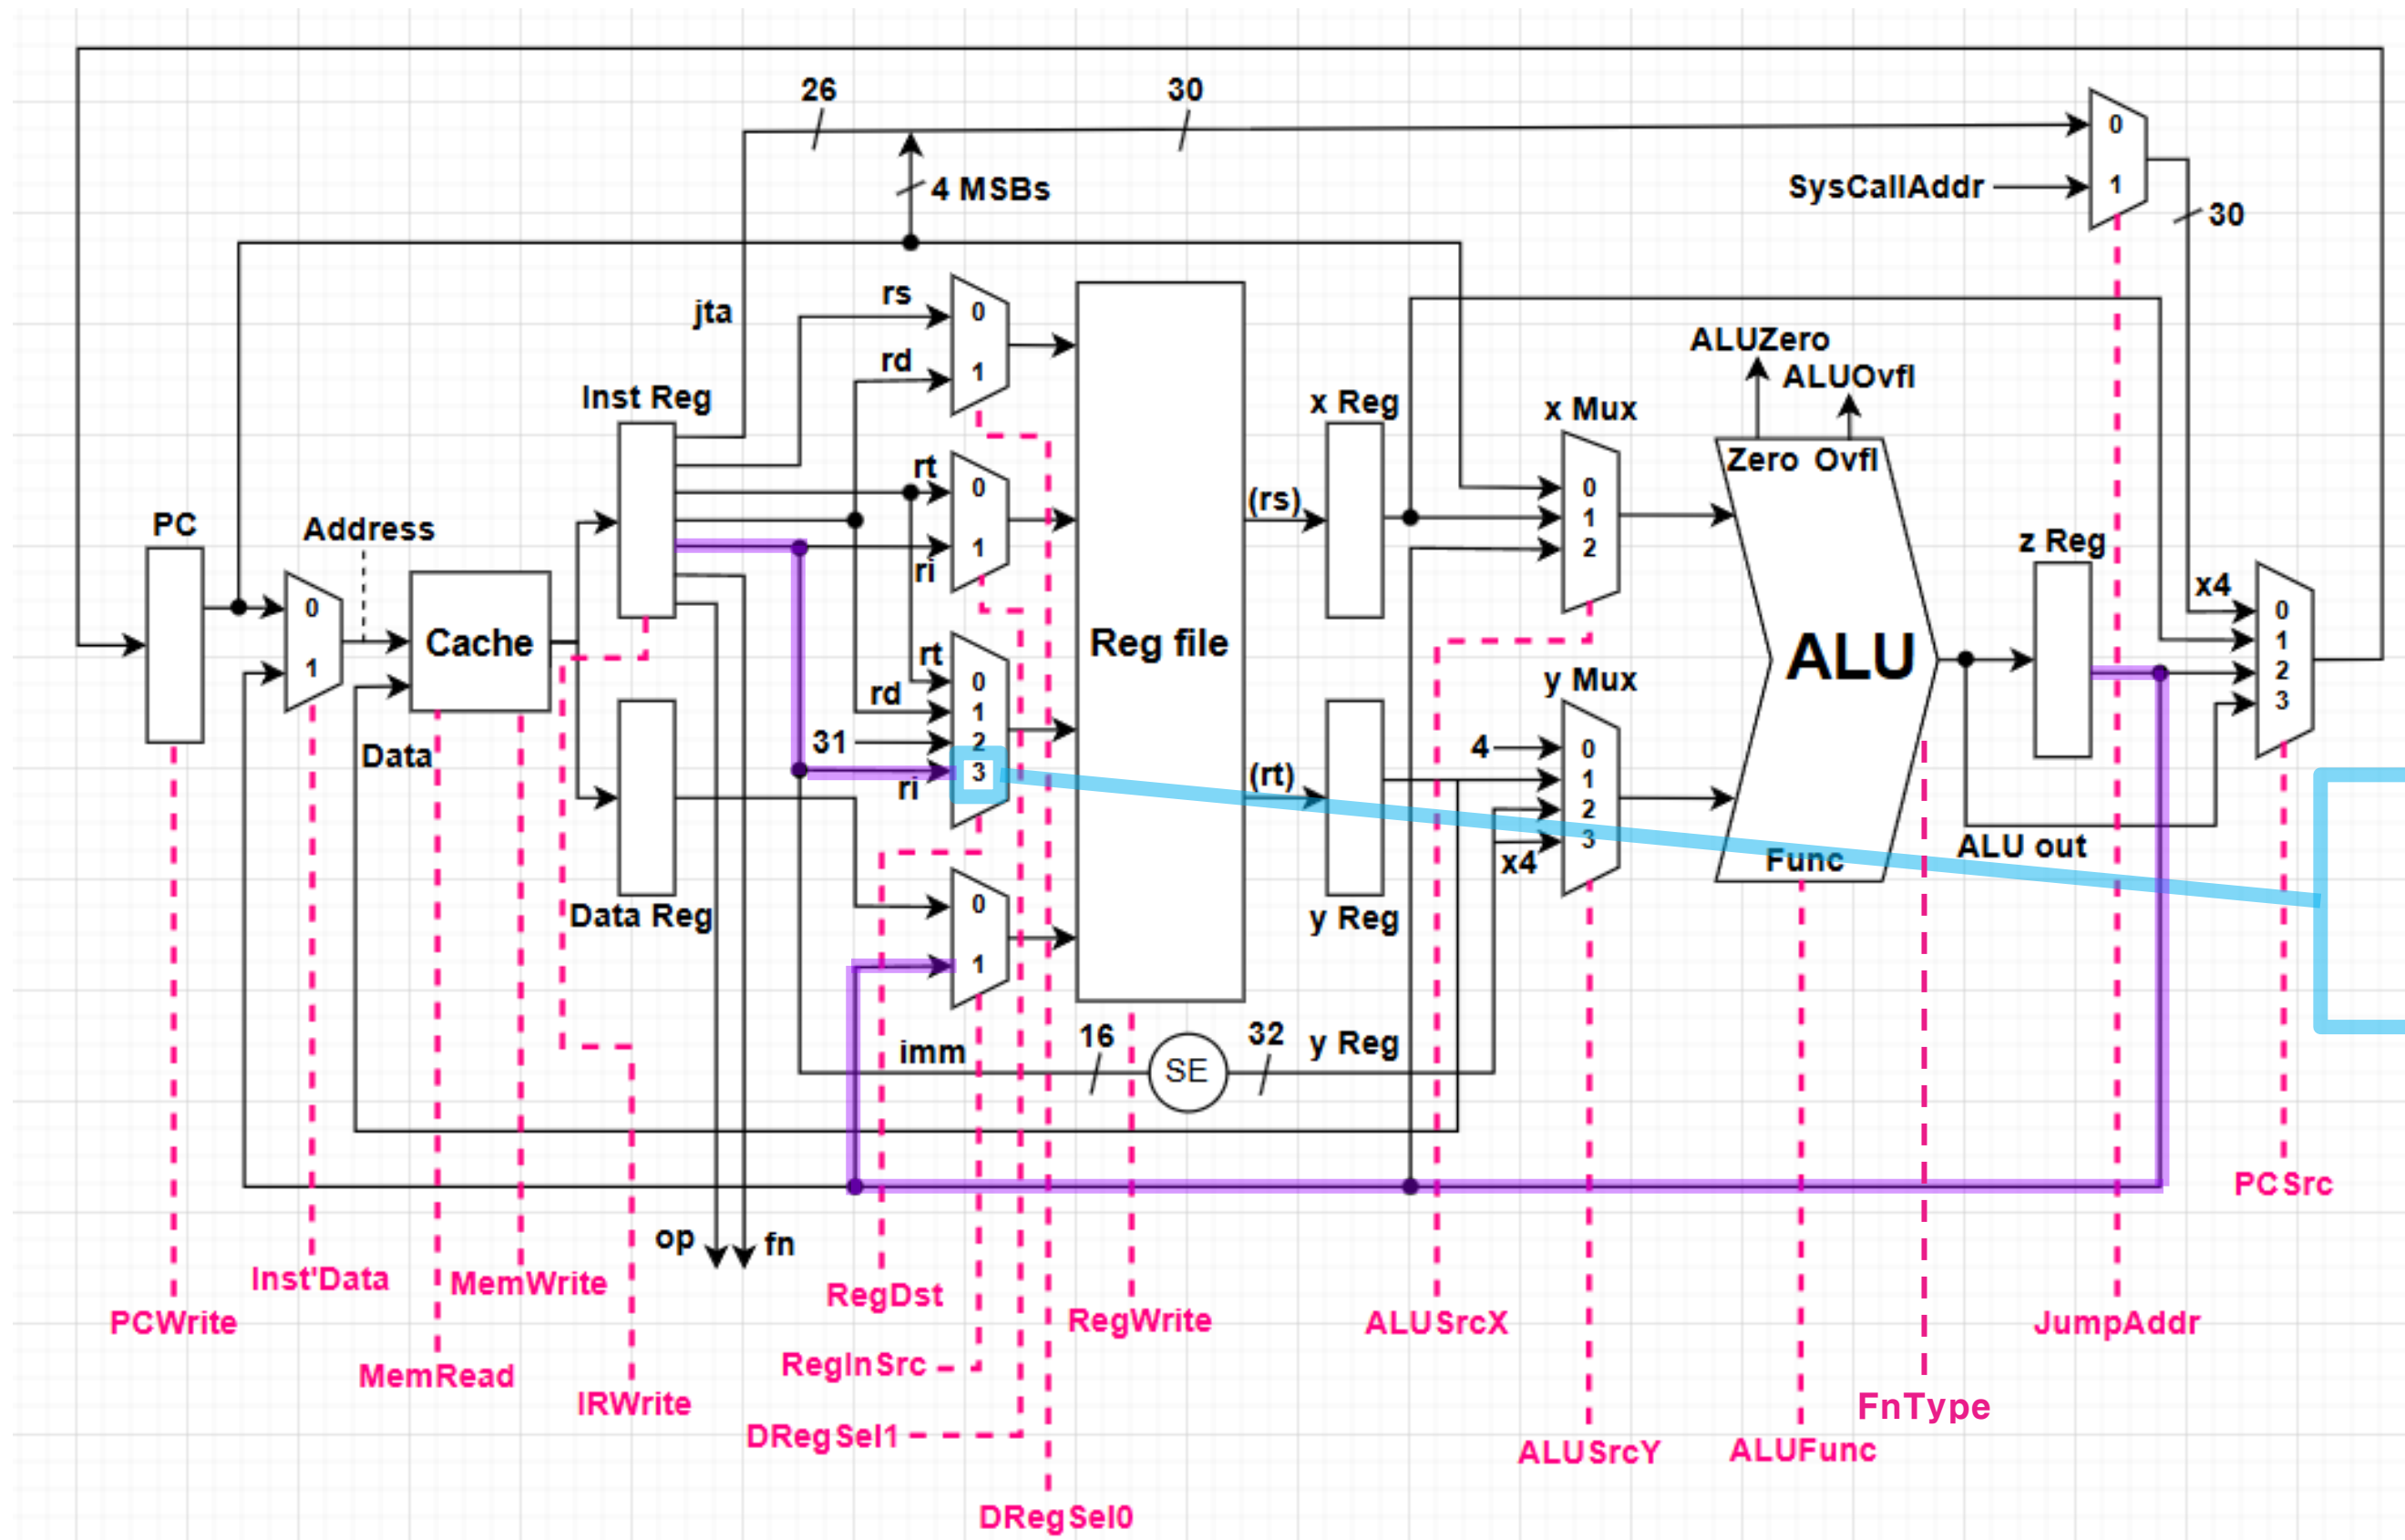 26
30
0
4 MSBs
SysCallAddr
1
30
rs
0
jta
rd
1
ALUZero
ALUOvfl
Inst Reg
x Reg
x Mux
rt
0
Zero Ovfl
(rs)
0
1
2
PC
Address
1
ri
z Reg
x4
0
1
2
3
0
1
Cache
Reg file
ALU
rt
0
rd
1
31
2
3
ri
y Mux
4
0
1
2
3
x4
Data
(rt)
ALU out
Func
Data Reg
0
y Reg
1
imm
16
SE
32
y Reg
op
fn
PCSrc
Inst'Data
MemWrite
RegDst
PCWrite
RegWrite
ALUSrcX
JumpAddr
MemRead
RegInSrc
IRWrite
FnType
DRegSel1
ALUSrcY
ALUFunc
DRegSel0